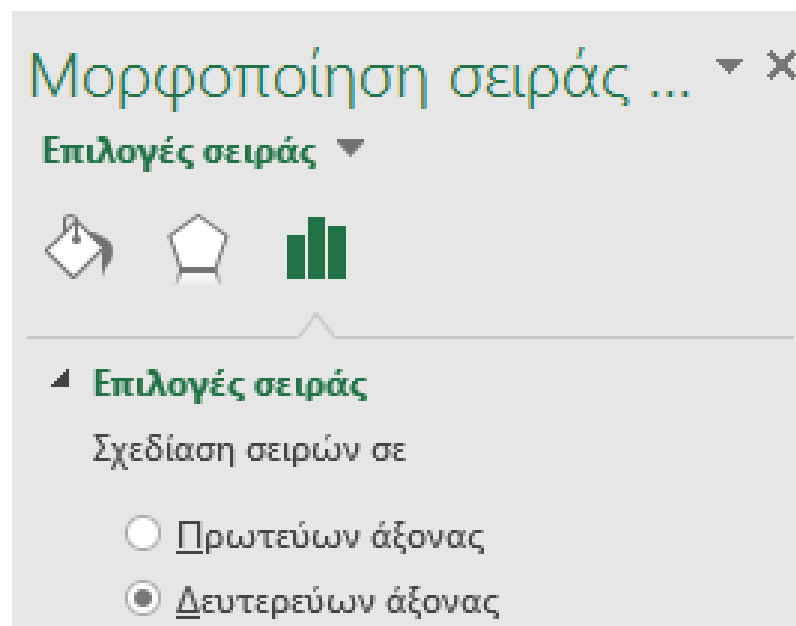 Μορφοποίηση σειράς ...
Επιλογές σειράς
Επιλογές σειράς
Σχεδίαση σειρών σε
Πρωτεύων άξονας
Δευτερεύων άξονας